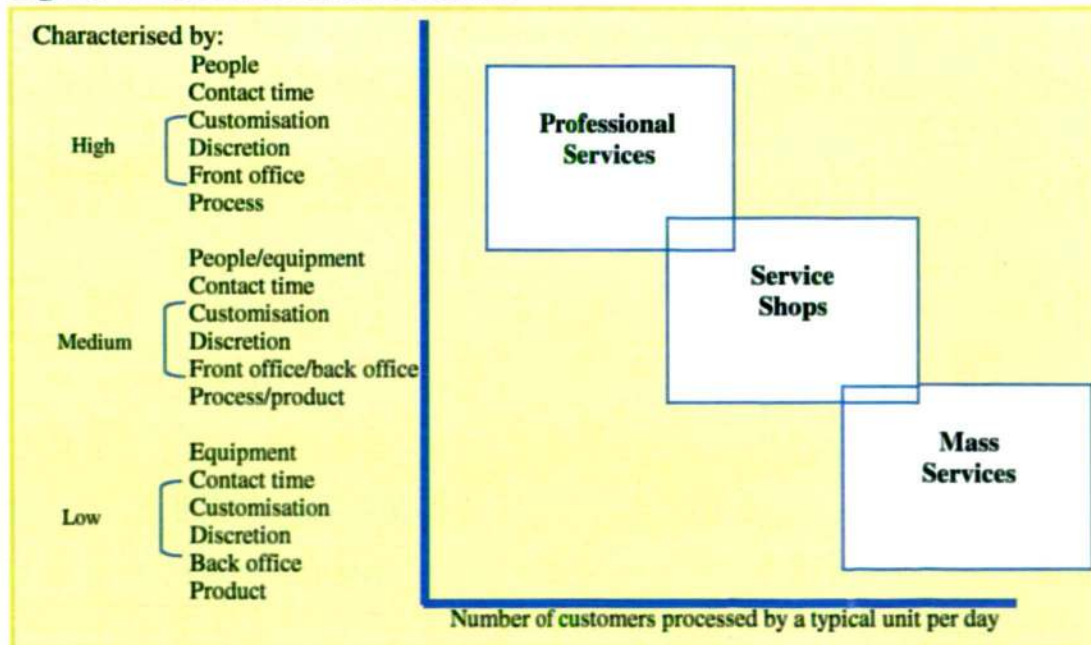 Characterised by:
People
Contact time
Customisation
High
Discretion
Front office
Process
People/equipment
Contact time
Customisation
Medium
Discretion
Front office/back office
Process/product
Equipment
Contact time
Customisation
Low
Discretion
Back office
Product
Professional
Services
Service
Shops
Mass
Services
Number of customers processed by a typical unit per day